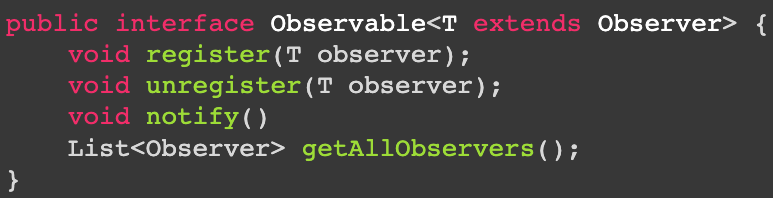 public interface Observable<T extends Observer> {
    void register(T observer);
    void unregister(T observer);
    void notify()
    List<Observer> getAllObservers();
}